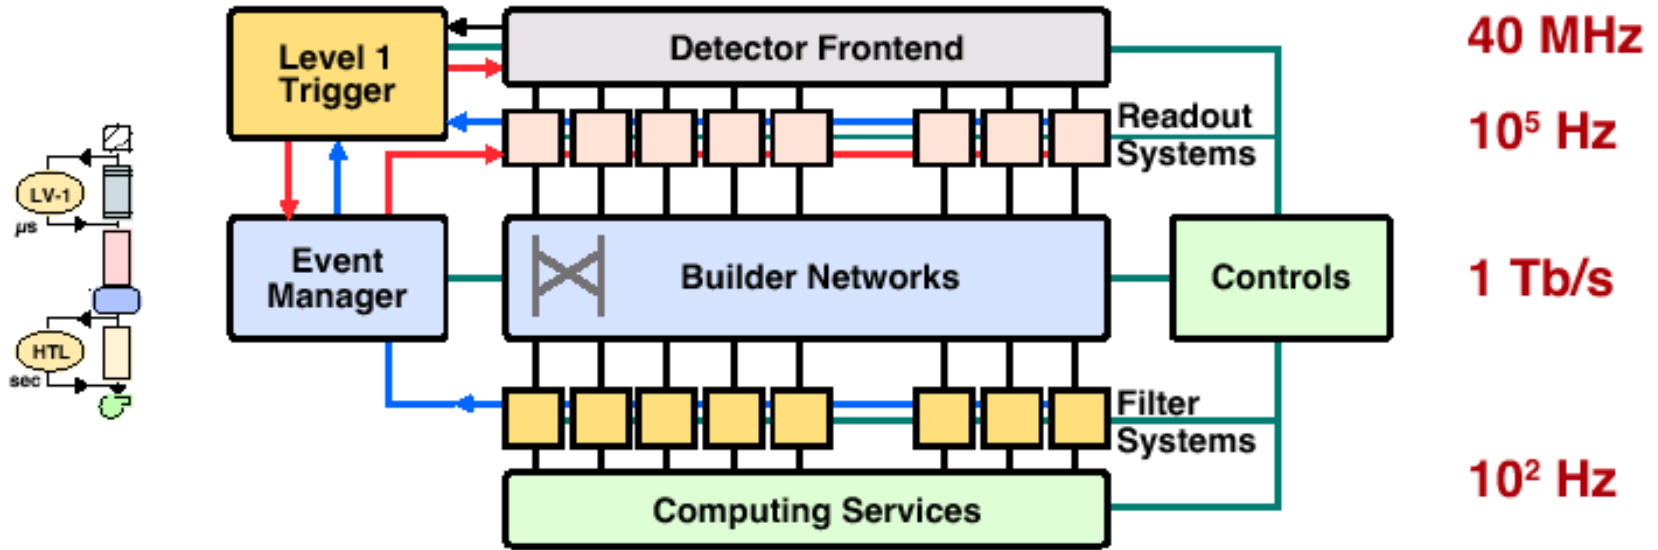 Level 1
Trigger
Detector Frontend
40 MHz
Readout
Systems
10⁵ Hz
LV-1
µs
Event
Manager
Builder Networks
Controls
1 Tb/s
HTL
sec
Filter
Systems
Computing Services
10² Hz